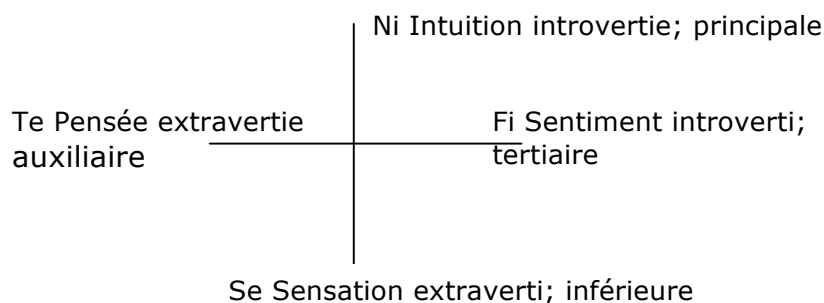 Ni Intuition introvertie; principale
Te Pensée extravertie
auxiliaire
Fi Sentiment introverti;
tertiaire
Se Sensation extraverti; inférieure